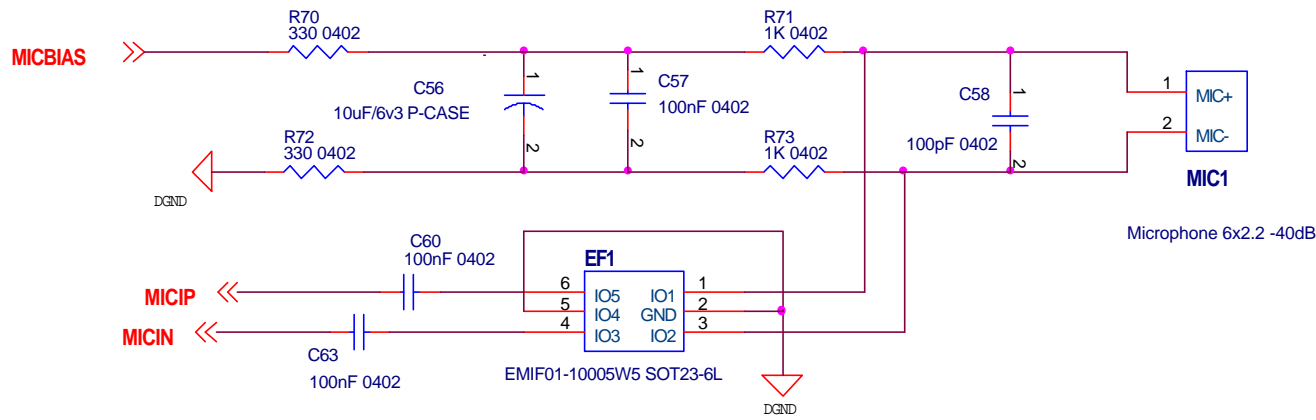 R70
330 0402
R71
1K 0402
MICBIAS
1
C56
10uF/6v3 P-CASE
2
1
C57
100nF 0402
2
1
C58
100pF 0402
2
1
MIC+
2
MIC-
MIC1
R72
330 0402
R73
1K 0402
DGND
Microphone 6x2.2 -40dB
C60
100nF 0402
EF1
MICIP
6
IO5
IO1
1
5
IO4
GND
2
MICIN
4
IO3
IO2
3
C63
100nF 0402
EMIF01-10005W5 SOT23-6L
DGND